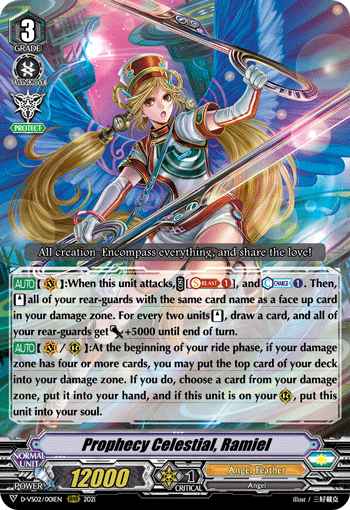 3
GRADE
TWIN DRIVE
PROTECT
All creation. Encompass everything, and share the love!
AUTO [ ]:When this unit attacks, COST [ BLAST 1 ], and [ CHARGE 1 ]. Then,
[ ] all of your rear-guards with the same card name as a face up card
in your damage zone. For every two units [ ], draw a card, and all of
your rear-guards get +5000 until end of turn.
AUTO [ / ]:At the beginning of your ride phase, if your damage
zone has four or more cards, you may put the top card of your deck
into your damage zone. If you do, choose a card from your damage
zone, put it into your hand, and if this unit is on , put this
unit into your soul.
Prophecy Celestial, Ramiel
NORMAL
UNIT
POWER
12000
1
CRITICAL
Angel Feather
Angel
D-VS02/001EN RRR 2021